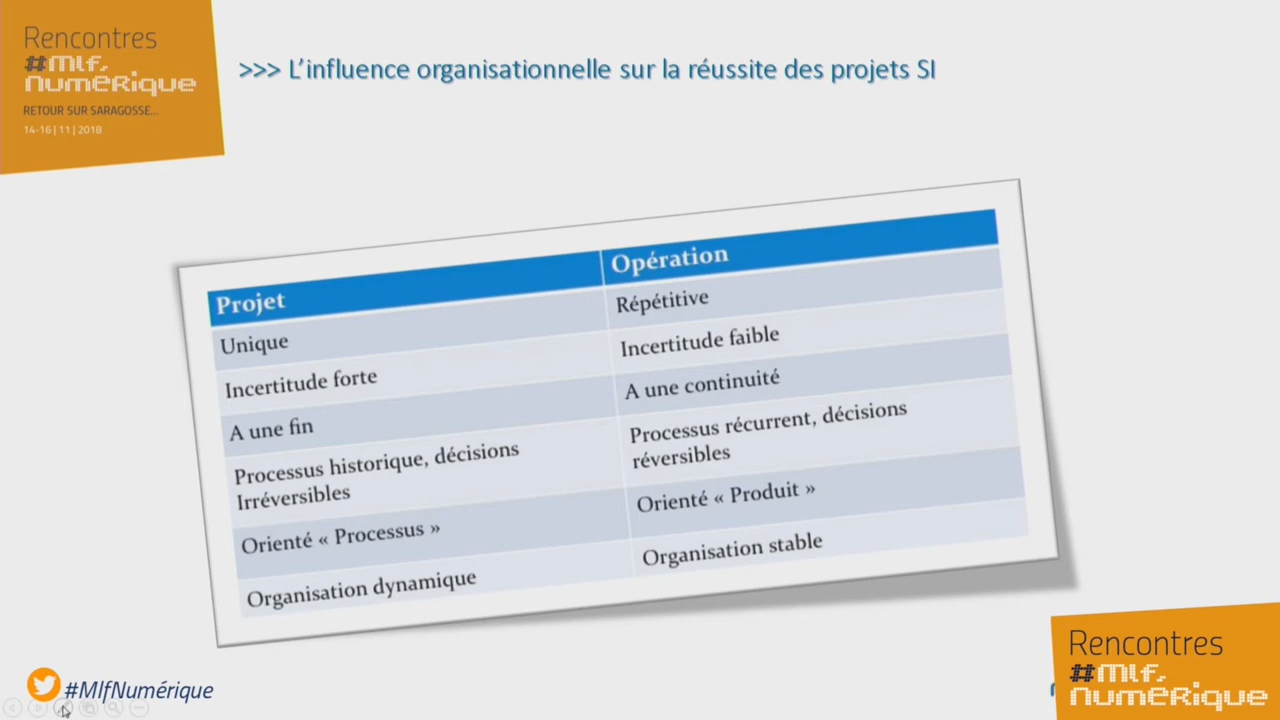 Rencontres
#Mlf.
Numérique
RETOUR SUR SARAGOSSE...
14-16 | 11 | 2018
>>> L'influence organisationnelle sur la réussite des projets SI
Projet
Opération
Unique
Répétitive
Incertitude forte
Incertitude faible
A une fin
A une continuité
Processus historique, décisions
Irréversibles
Processus récurrent, décisions
réversibles
Orienté « Processus »
Orienté « Produit »
Organisation dynamique
Organisation stable
#MlfNumérique
Rencontres
#Mlf.
Numérique